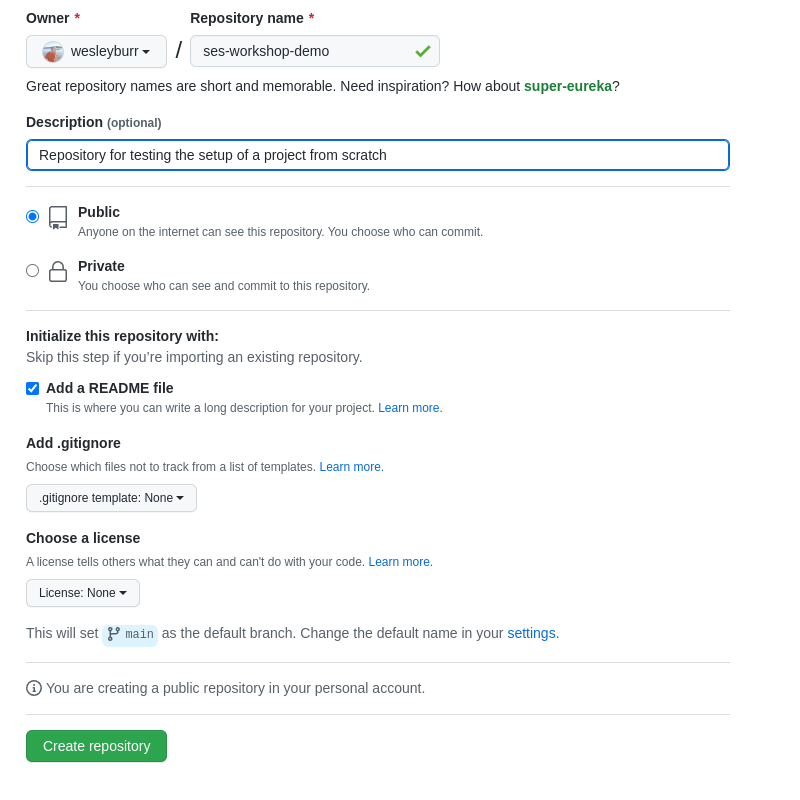 Owner * Repository name *
wesleyburr / ses-workshop-demo
Great repository names are short and memorable. Need inspiration? How about super-eureka?
Description (optional)
Repository for testing the setup of a project from scratch
Public
Anyone on the internet can see this repository. You choose who can commit.
Private
You choose who can see and commit to this repository.
Initialize this repository with:
Skip this step if you’re importing an existing repository.
Add a README file
This is where you can write a long description for your project. Learn more.
Add .gitignore
Choose which files not to track from a list of templates. Learn more.
.gitignore template: None
Choose a license
A license tells others what they can and can't do with your code. Learn more.
License: None
This will set main as the default branch. Change the default name in your settings.
You are creating a public repository in your personal account.
Create repository